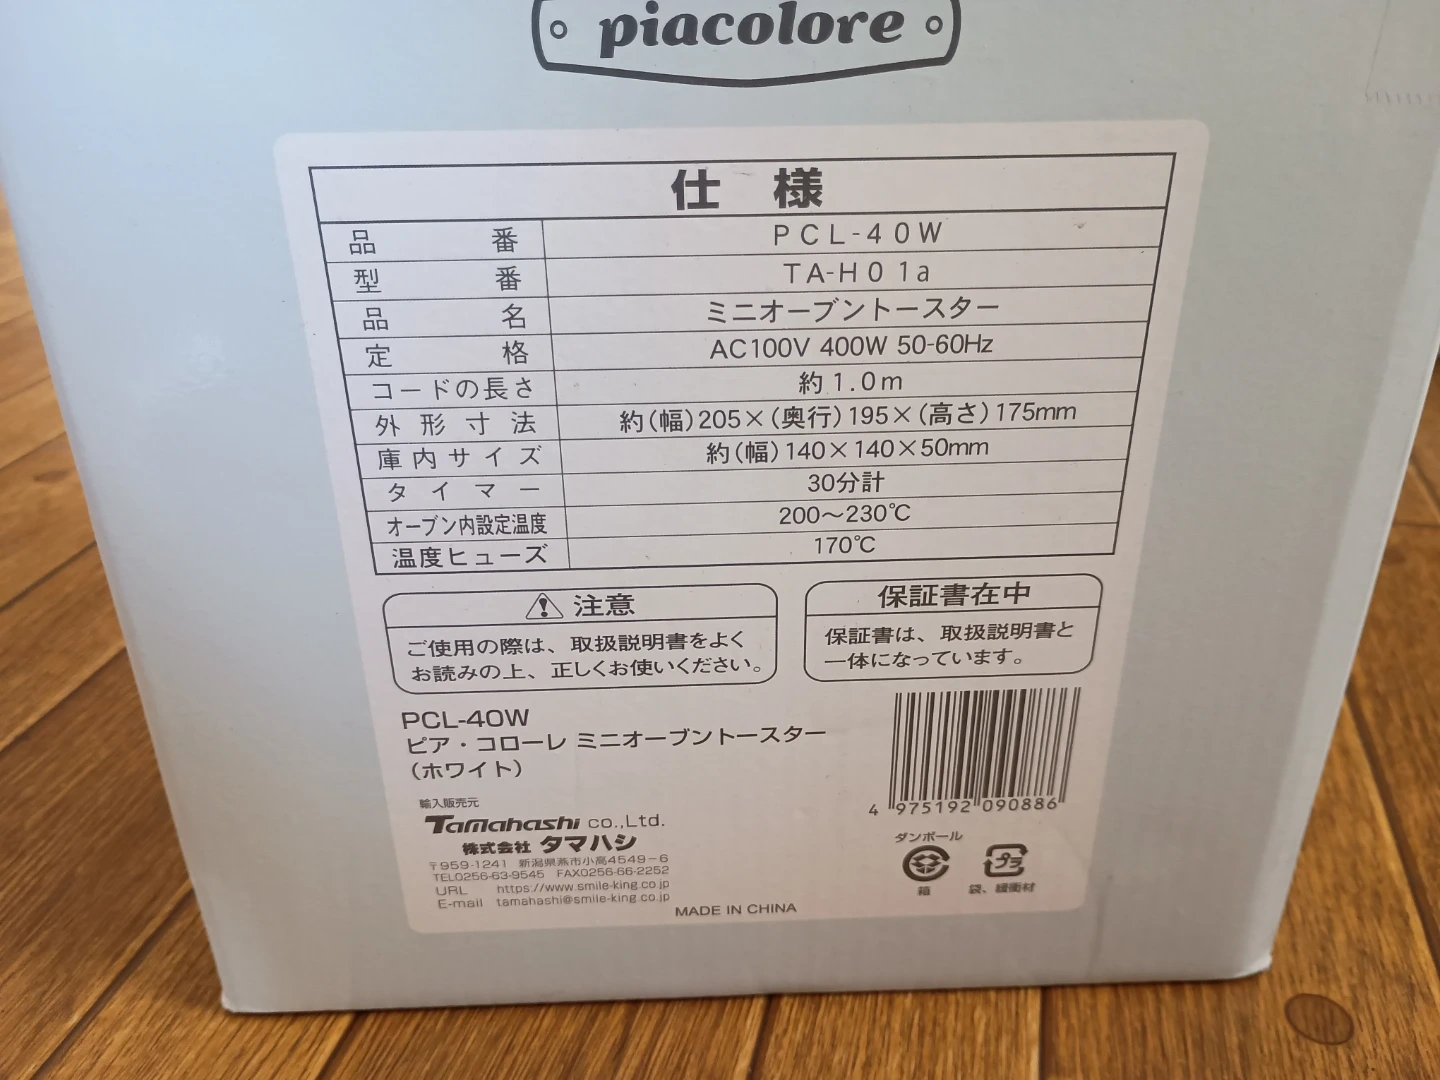 piacolore
仕様
品番 PCL-40W
型番 TA-H01a
品名 ミニオーブントースター
定格 AC100V 400W 50-60Hz
コードの長さ 約1.0m
外形寸法 約(幅)205×(奥行)195×(高さ)175mm
庫内サイズ 約(幅)140×140×50mm
タイマー 30分計
オーブン内設定温度 200〜230℃
温度ヒューズ 170℃
注意
ご使用の際は、取扱説明書をよく
お読みの上、正しくお使いください。
保証書在中
保証書は、取扱説明書と
一体になっています。
PCL-40W
ピア・コローレ ミニオーブントースター
(ホワイト)
輸入販売元
Tamahashi co.,Ltd.
株式会社 タマハシ
〒959-1241 新潟県燕市小高4549-6
TEL0256-63-9545 FAX0256-66-2252
URL https://www.smile-king.co.jp
E-mail tamahashi@smile-king.co.jp
MADE IN CHINA
4 975192 090886
ダンボール
箱
プラ
袋、緩衝材